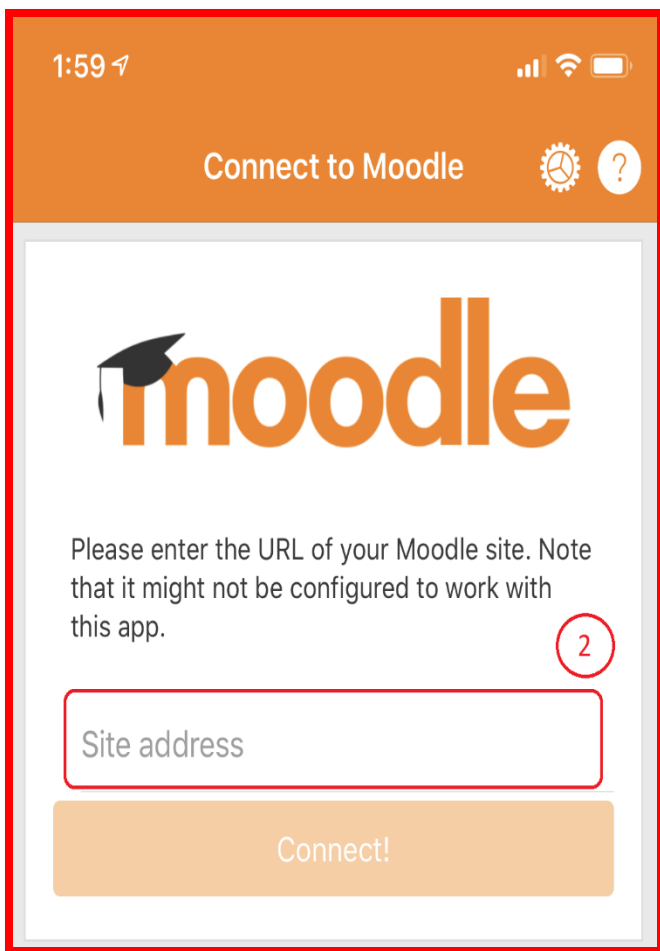 1:59
Connect to Moodle ?
moodle
Please enter the URL of your Moodle site. Note
that it might not be configured to work with
this app.
2
Site address
Connect!